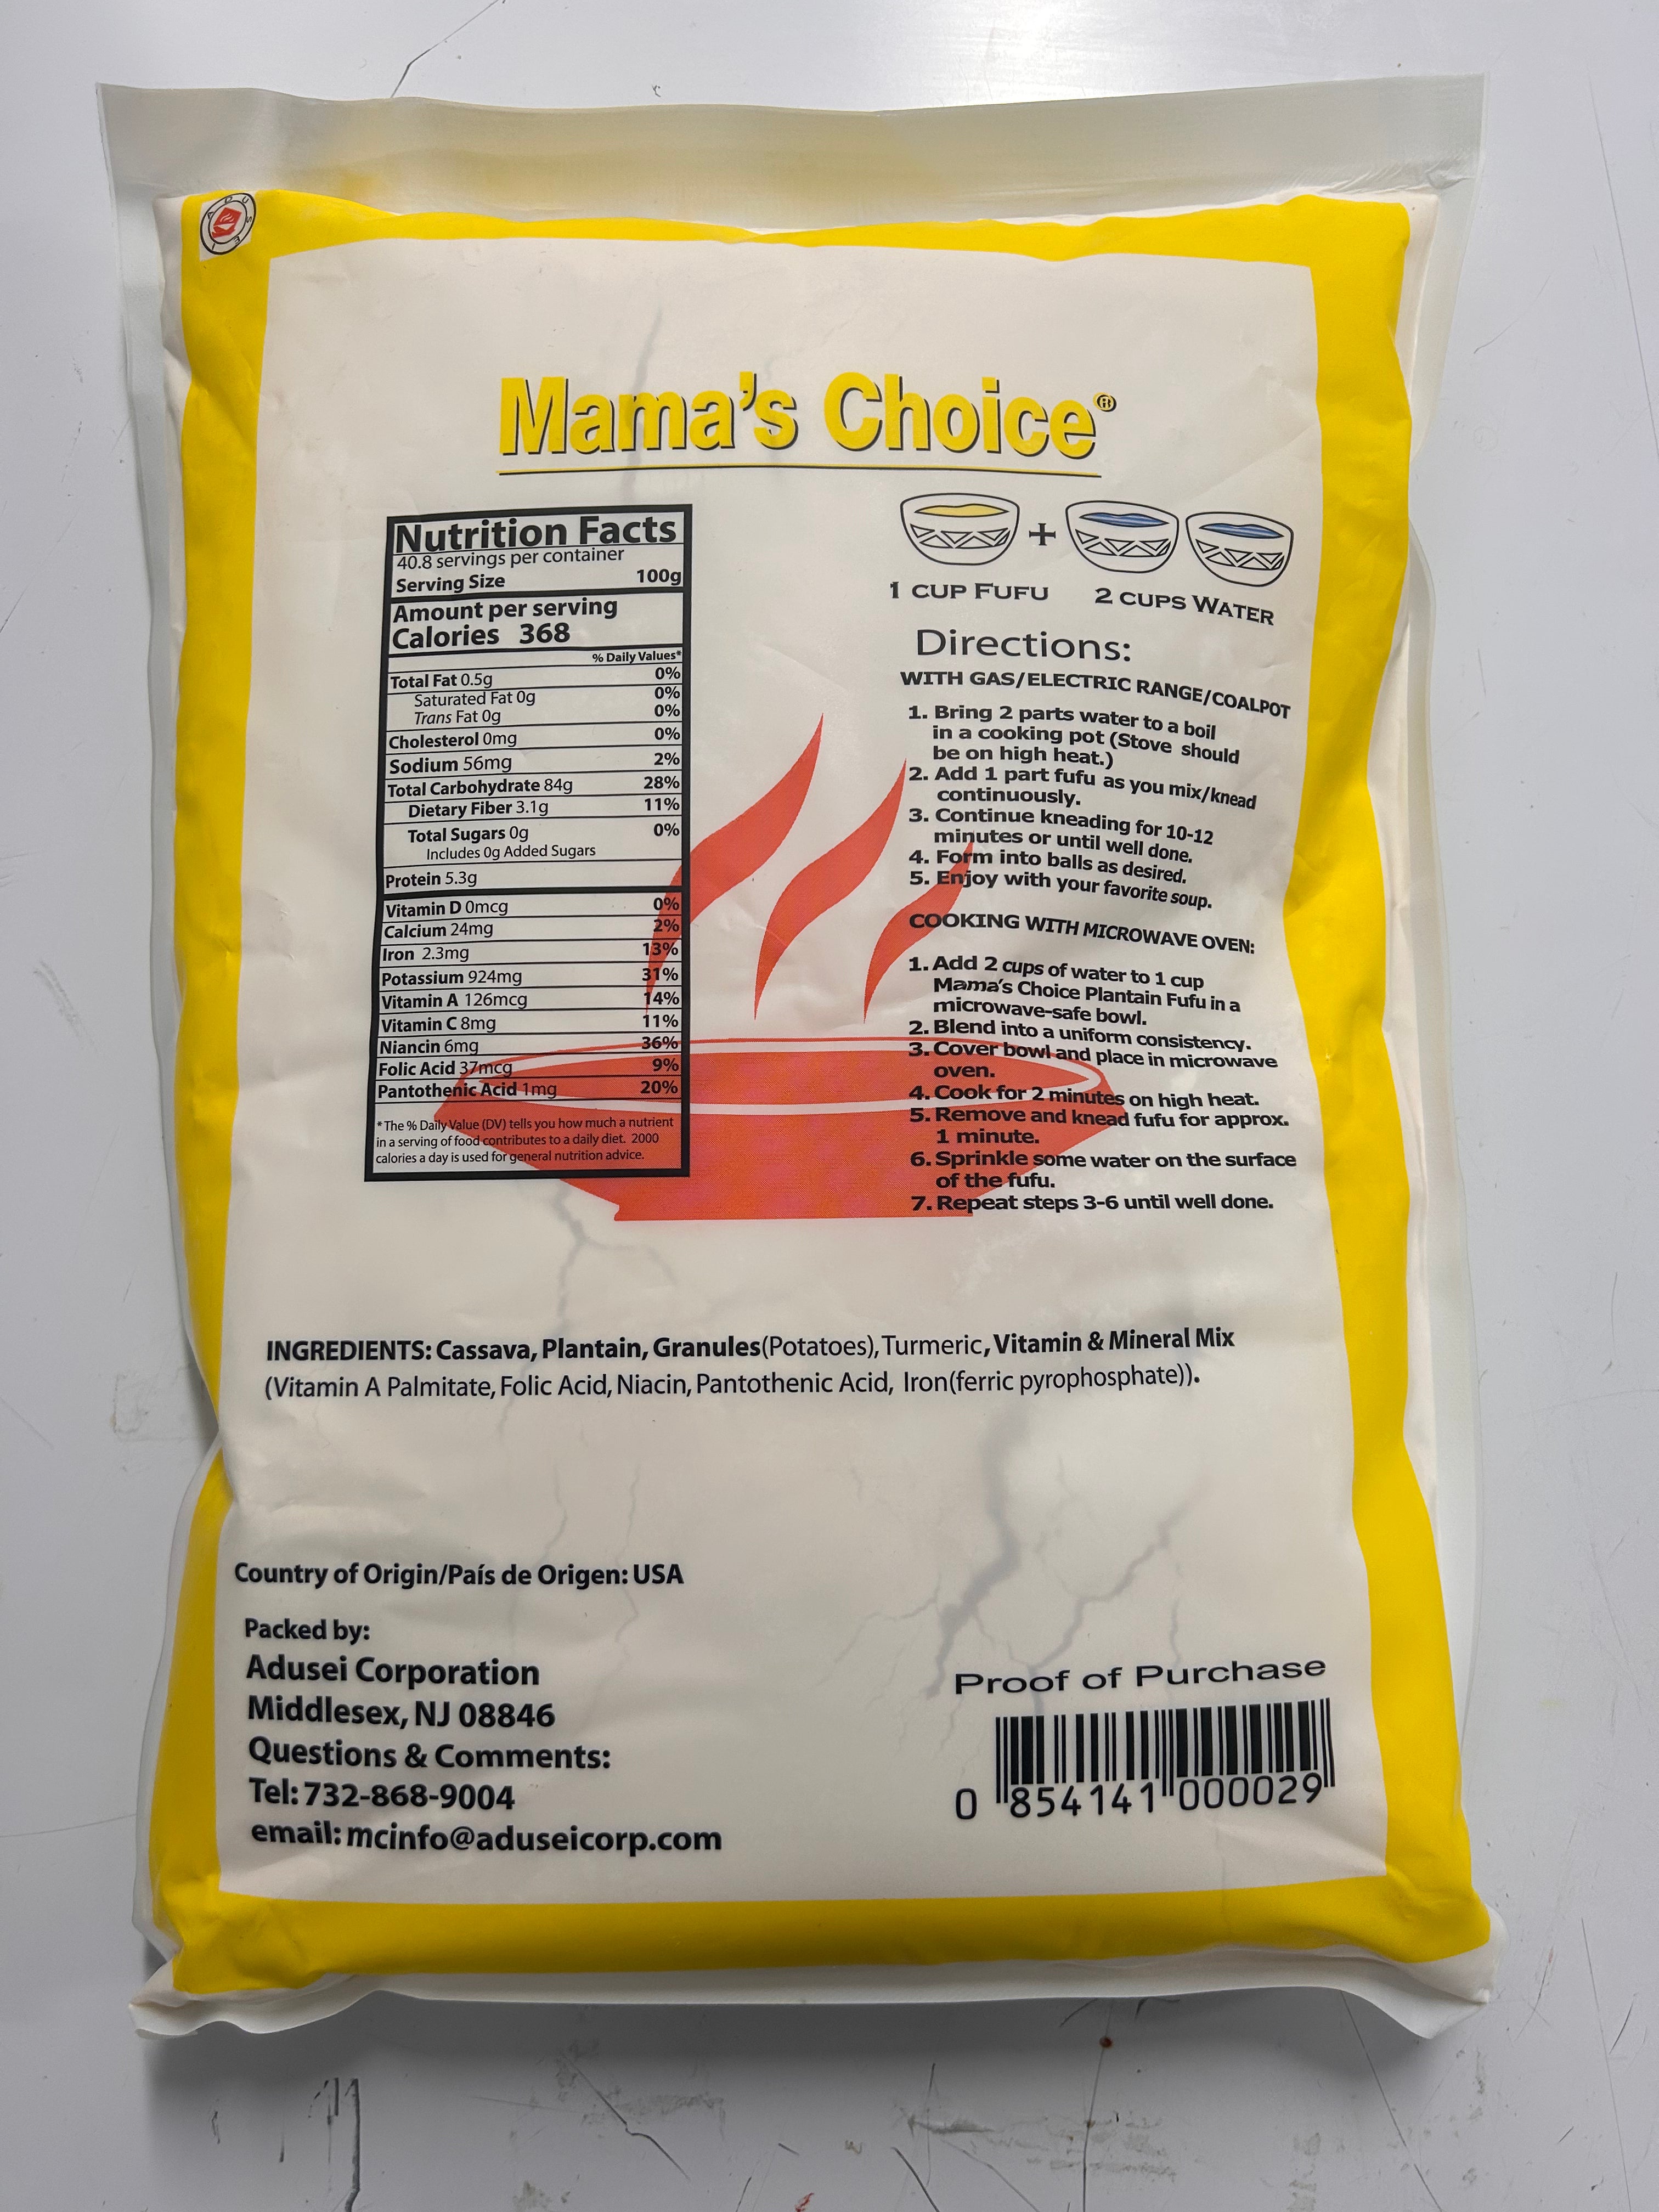 ADUSEI
Mama's Choice®
Nutrition Facts
40.8 servings per container
Serving Size 100g
Amount per serving
Calories 368
% Daily Values*
Total Fat 0.5g 0%
Saturated Fat 0g 0%
Trans Fat 0g 0%
Cholesterol 0mg 0%
Sodium 56mg 2%
Total Carbohydrate 84g 28%
Dietary Fiber 3.1g 11%
Total Sugars 0g 0%
Includes 0g Added Sugars
Protein 5.3g
Vitamin D 0mcg 0%
Calcium 24mg 2%
Iron 2.3mg 13%
Potassium 924mg 31%
Vitamin A 126mcg 14%
Vitamin C 8mg 11%
Niancin 6mg 36%
Folic Acid 37mcg 9%
Pantothenic Acid 1mg 20%
* The % Daily Value (DV) tells you how much a nutrient
in a serving of food contributes to a daily diet. 2000
calories a day is used for general nutrition advice.
+
1 CUP FUFU 2 CUPS WATER
Directions:
WITH GAS/ELECTRIC RANGE/COALPOT
1. Bring 2 parts water to a boil
in a cooking pot (Stove should
be on high heat.)
2. Add 1 part fufu as you mix/knead
continuously.
3. Continue kneading for 10-12
minutes or until well done.
4. Form into balls as desired.
5. Enjoy with your favorite soup.
COOKING WITH MICROWAVE OVEN:
1. Add 2 cups of water to 1 cup
Mama's Choice Plantain Fufu in a
microwave-safe bowl.
2. Blend into a uniform consistency.
3. Cover bowl and place in microwave
oven.
4. Cook for 2 minutes on high heat.
5. Remove and knead fufu for approx.
1 minute.
6. Sprinkle some water on the surface
of the fufu.
7. Repeat steps 3-6 until well done.
INGREDIENTS: Cassava, Plantain, Granules(Potatoes), Turmeric, Vitamin & Mineral Mix
(Vitamin A Palmitate, Folic Acid, Niacin, Pantothenic Acid, Iron(ferric pyrophosphate)).
Country of Origin/País de Origen: USA
Packed by:
Adusei Corporation
Middlesex, NJ 08846
Questions & Comments:
Tel: 732-868-9004
email: mcinfo@aduseicorp.com
Proof of Purchase
0 854141 000029